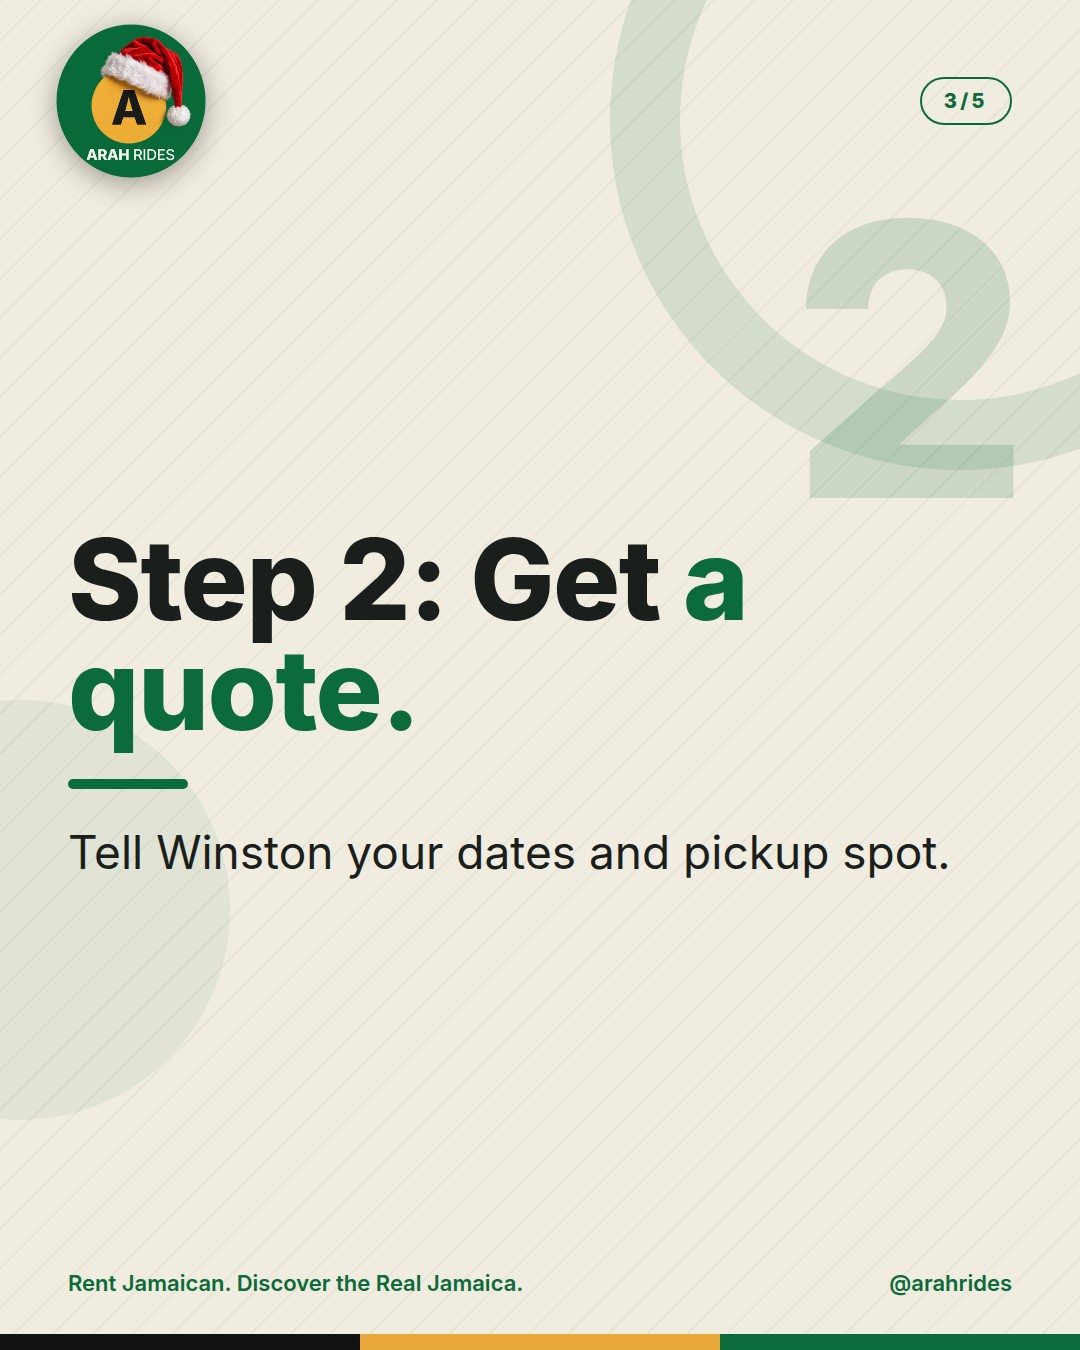 A
ARAH RIDES
3/5
2
Step 2: Get a
quote.
Tell Winston your dates and pickup spot.
Rent Jamaican. Discover the Real Jamaica.
@arahrides